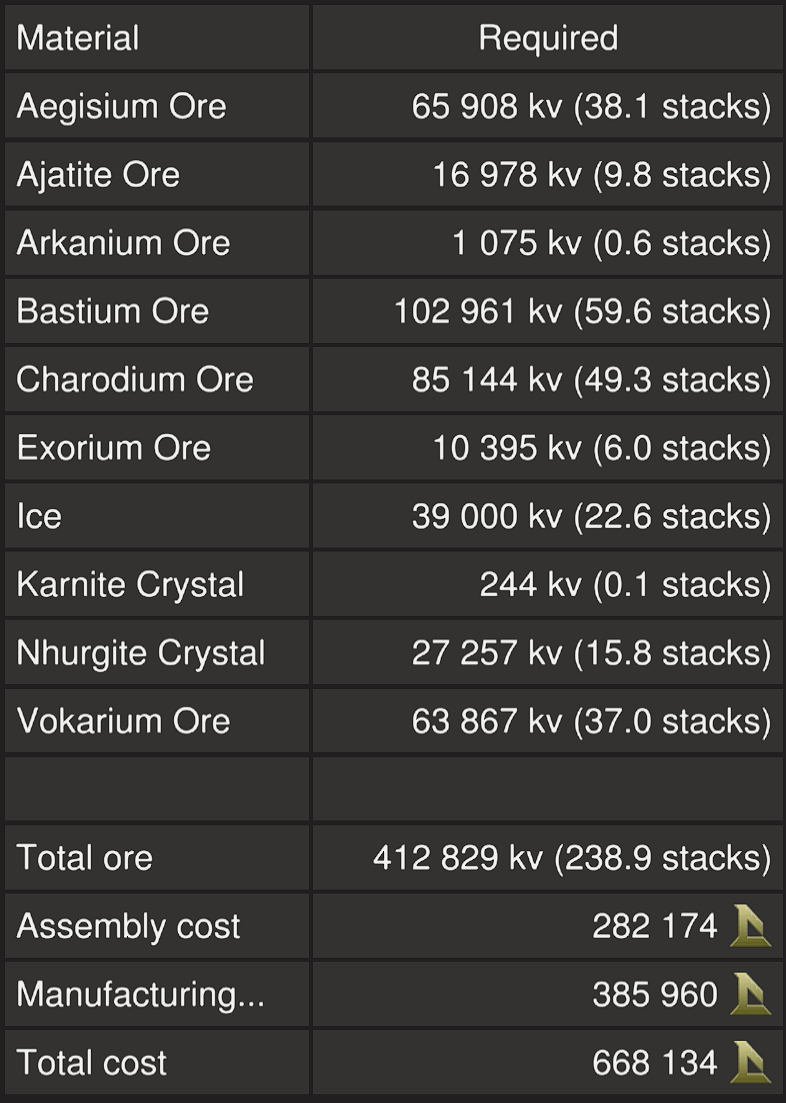 Material Required
Aegisium Ore 65 908 kv (38.1 stacks)
Ajatite Ore 16 978 kv (9.8 stacks)
Arkanium Ore 1 075 kv (0.6 stacks)
Bastium Ore 102 961 kv (59.6 stacks)
Charodium Ore 85 144 kv (49.3 stacks)
Exorium Ore 10 395 kv (6.0 stacks)
Ice 39 000 kv (22.6 stacks)
Karnite Crystal 244 kv (0.1 stacks)
Nhurgite Crystal 27 257 kv (15.8 stacks)
Vokarium Ore 63 867 kv (37.0 stacks)
Total ore 412 829 kv (238.9 stacks)
Assembly cost 282 174
Manufacturing... 385 960
Total cost 668 134